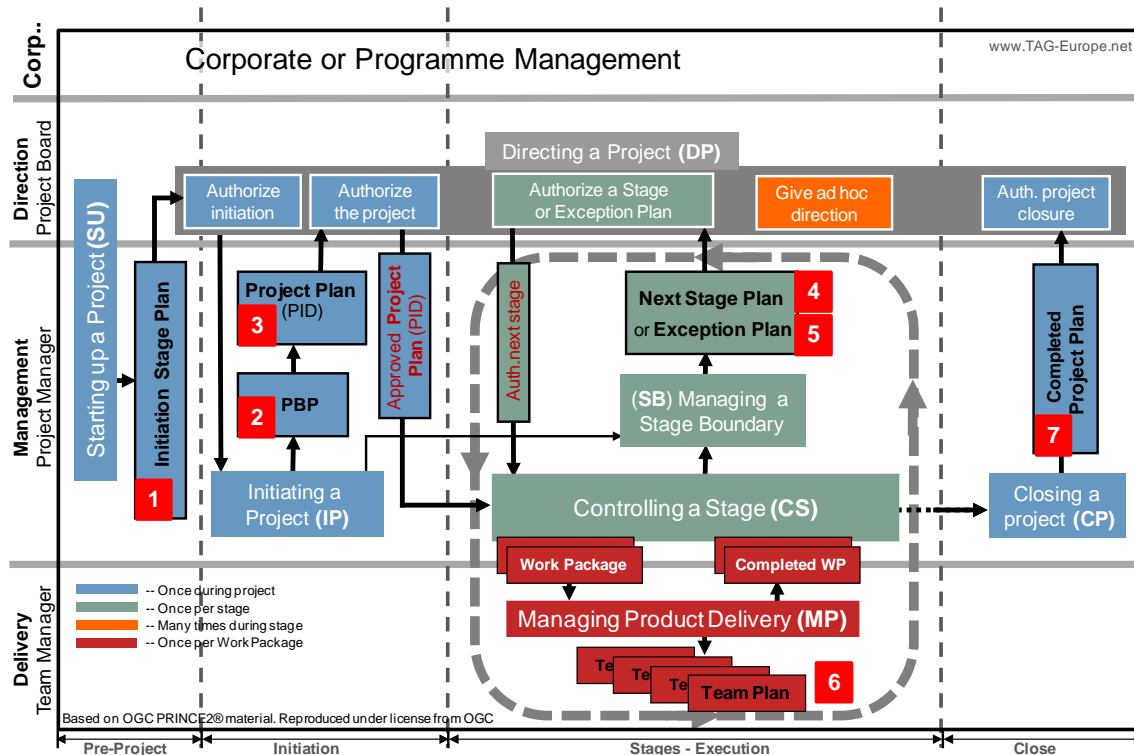 Corp..
Corporate or Programme Management
www.TAG-Europe.net
Direction
Project Board
Directing a Project (DP)
Authorize
initiation
Authorize
the project
Authorize a Stage
or Exception Plan
Give ad hoc
direction
Auth. project
closure
Management
Project Manager
Starting up a Project (SU)
Initiation Stage Plan
1
Project Plan
(PID)
3
PBP
2
Initiating a
Project (IP)
Approved Project
Plan (PID)
Auth.next stage
Next Stage Plan
or Exception Plan
4
5
(SB) Managing a
Stage Boundary
Controlling a Stage (CS)
Completed
Project Plan
7
Closing a
project (CP)
Delivery
Team Manager
Work Package
Completed WP
Managing Product Delivery (MP)
Te
Te
Te
Team Plan
6
-- Once during project
-- Once per stage
-- Many times during stage
-- Once per Work Package
Based on OGC PRINCE2® material. Reproduced under license from OGC
Pre-Project
Initiation
Stages - Execution
Close